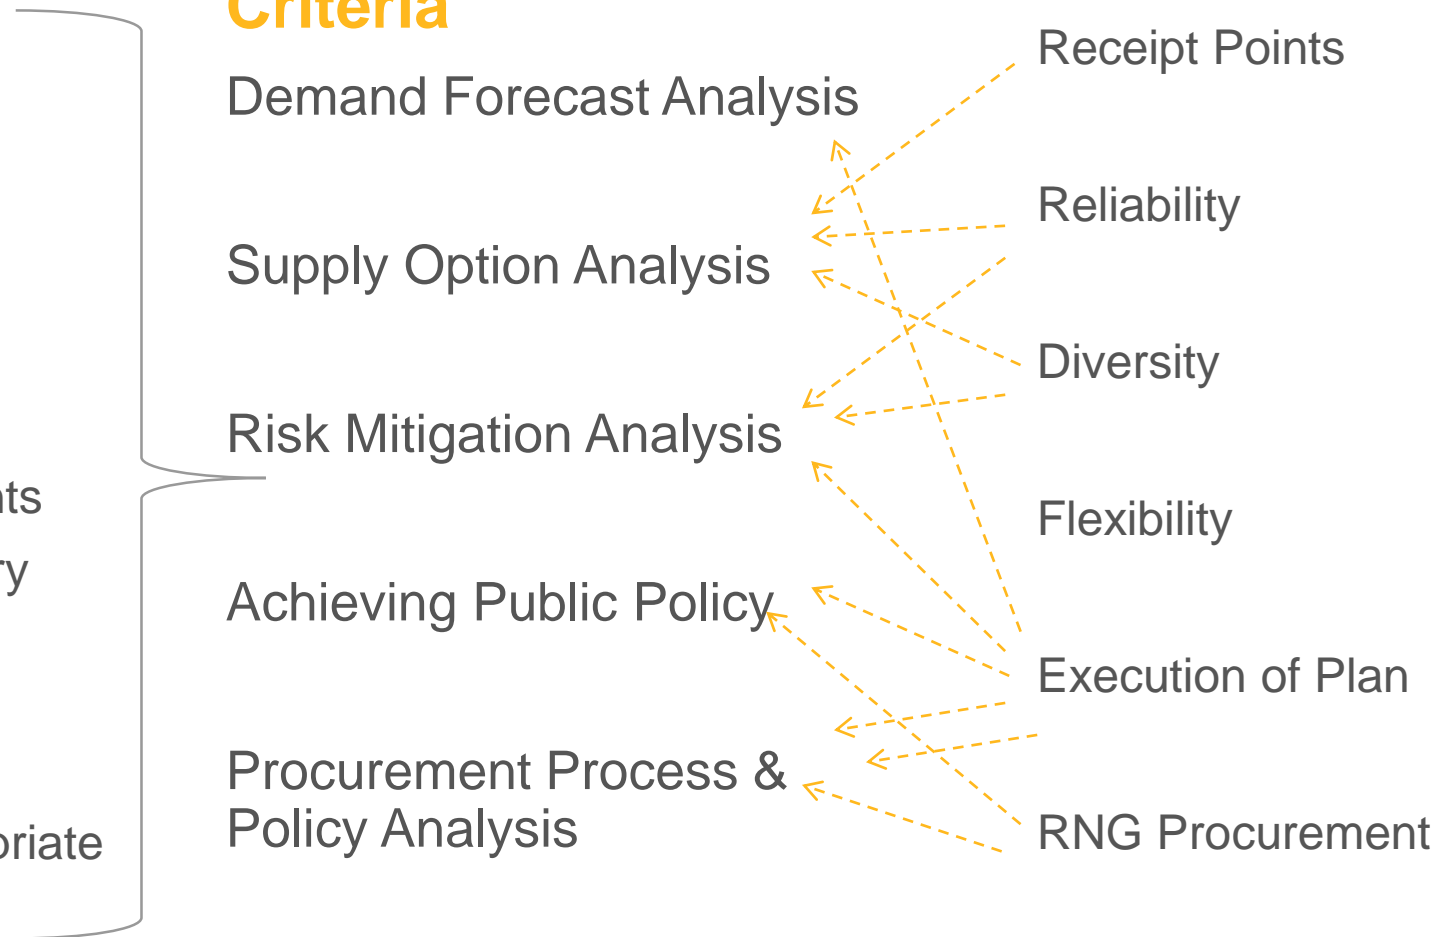 Criteria
Demand Forecast Analysis
Supply Option Analysis
Risk Mitigation Analysis
Achieving Public Policy
Procurement Process &
Policy Analysis
Receipt Points
Reliability
Diversity
Flexibility
Execution of Plan
RNG Procurement